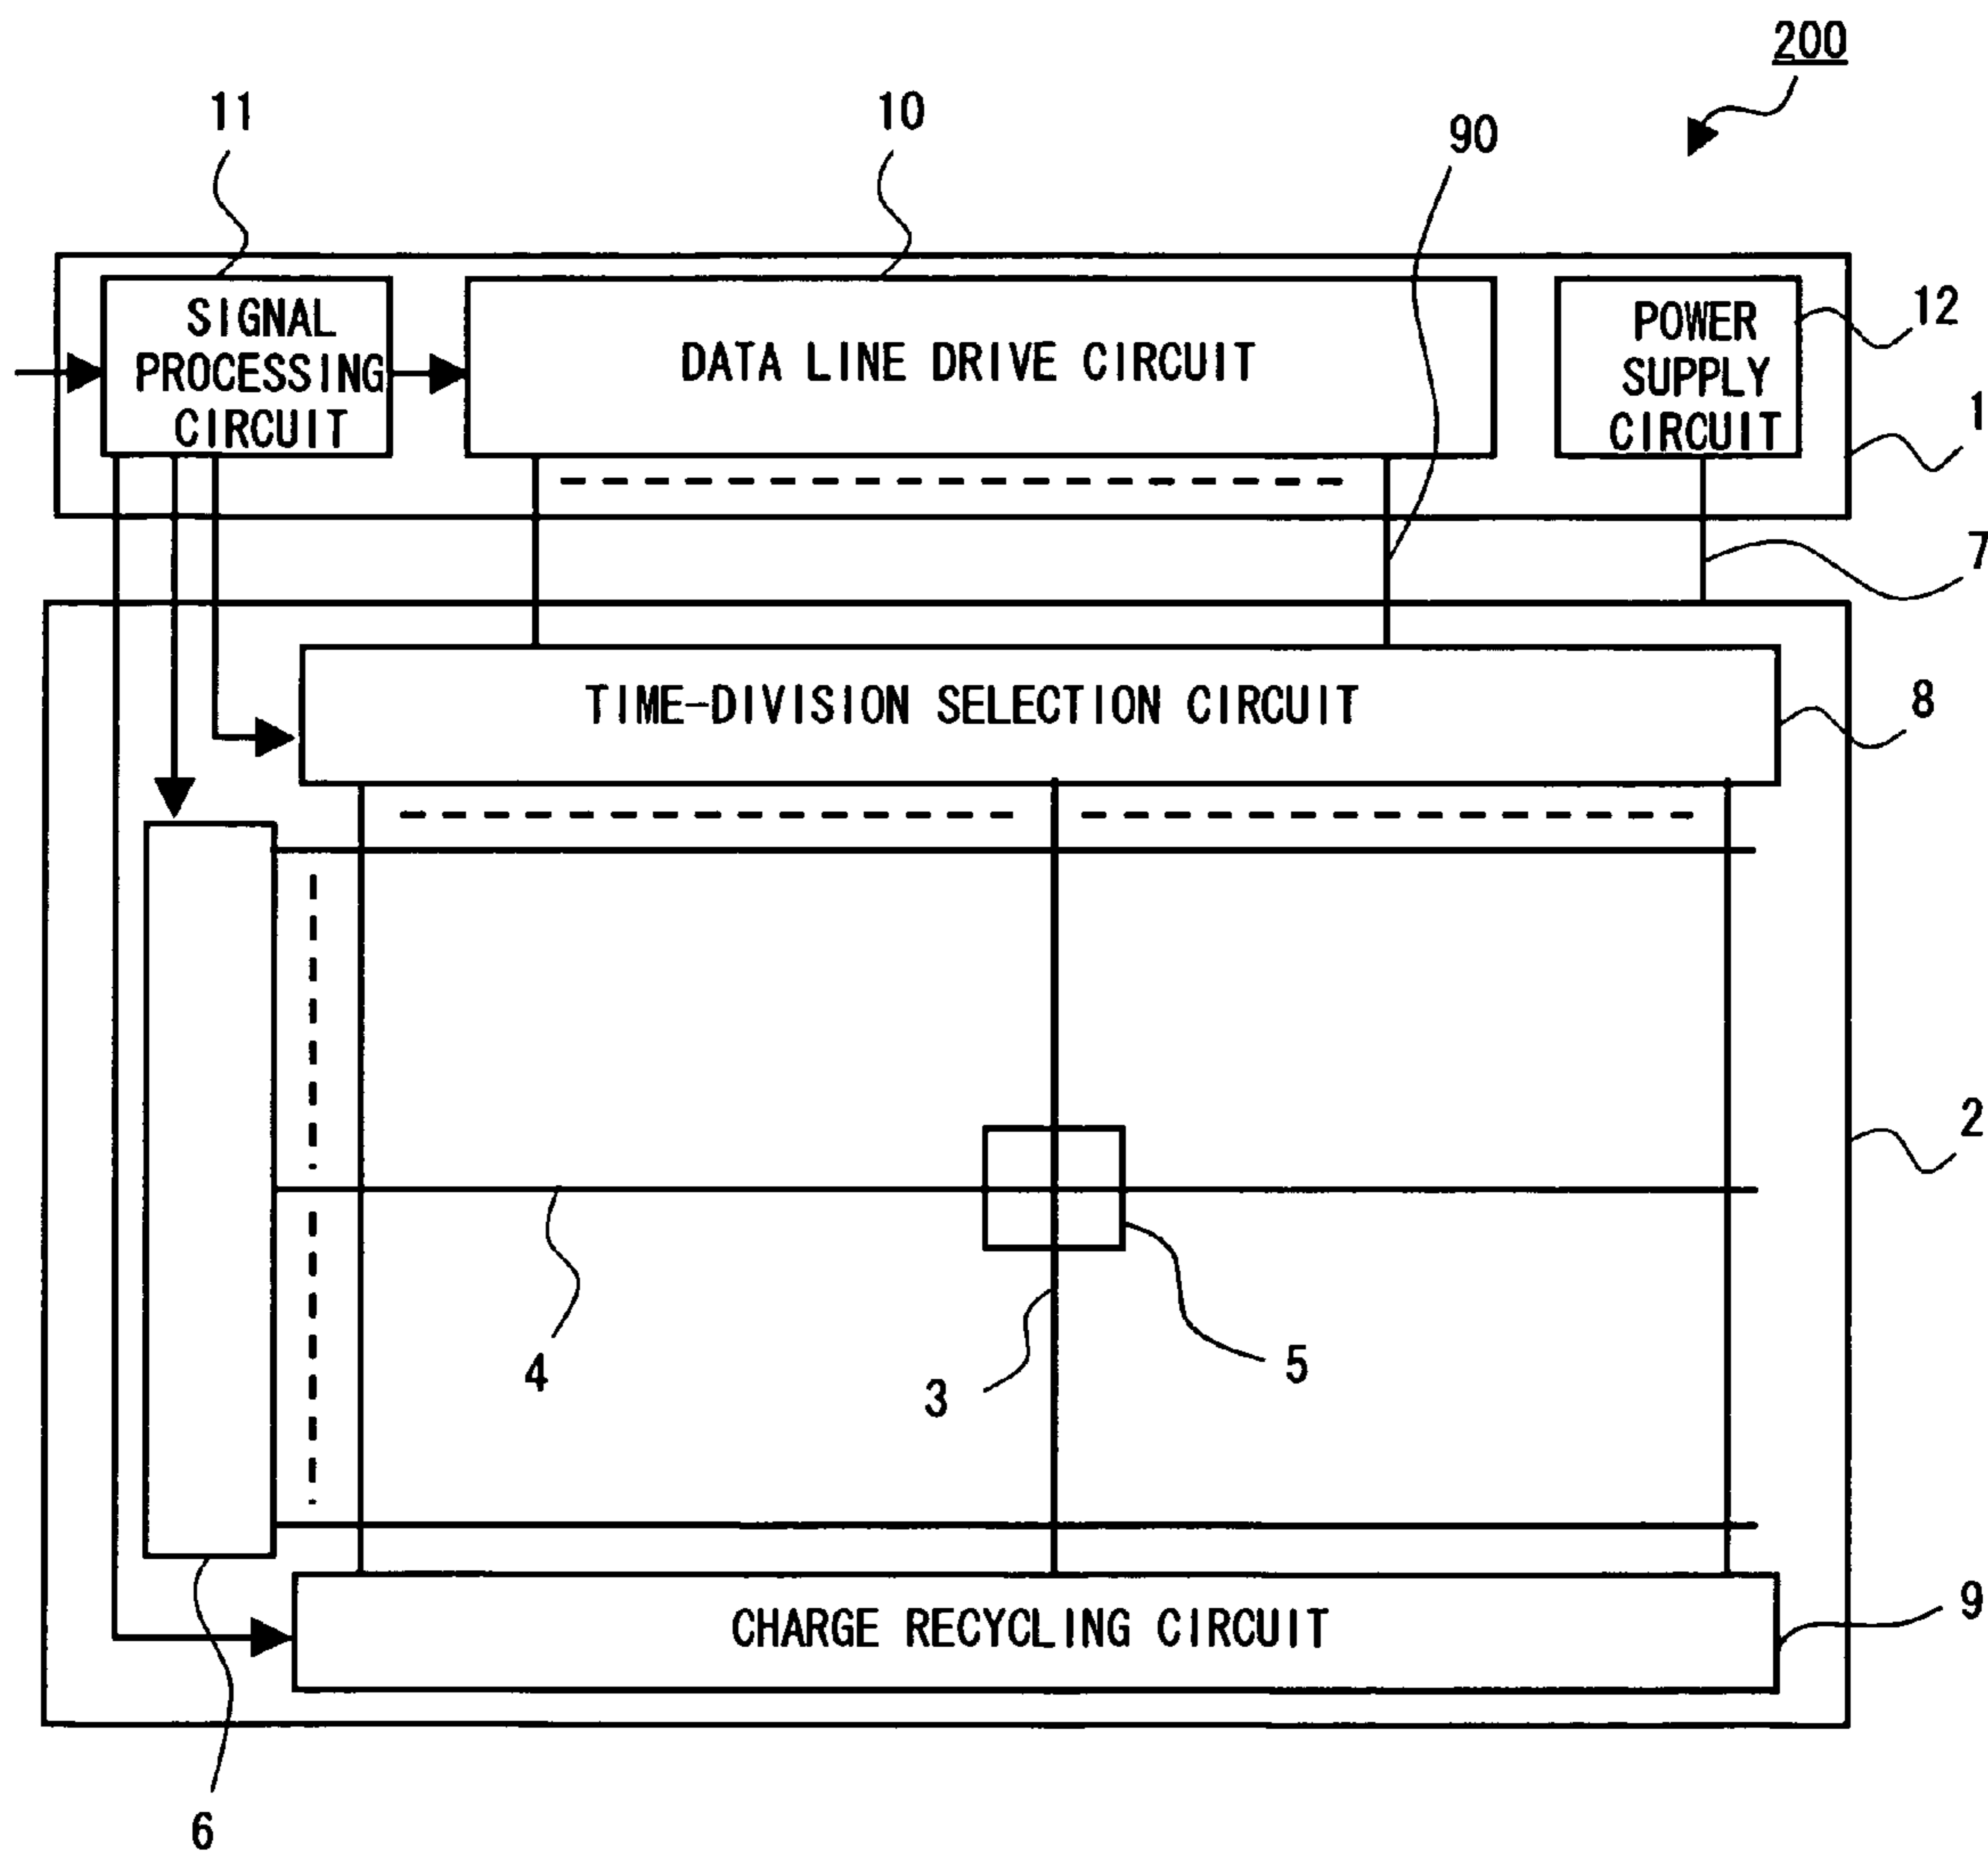 200
11
10
90
SIGNAL
PROCESSING
CIRCUIT
DATA LINE DRIVE CIRCUIT
POWER
SUPPLY
CIRCUIT
12
1
7
TIME-DIVISION SELECTION CIRCUIT
8
2
4
3
5
CHARGE RECYCLING CIRCUIT
9
6